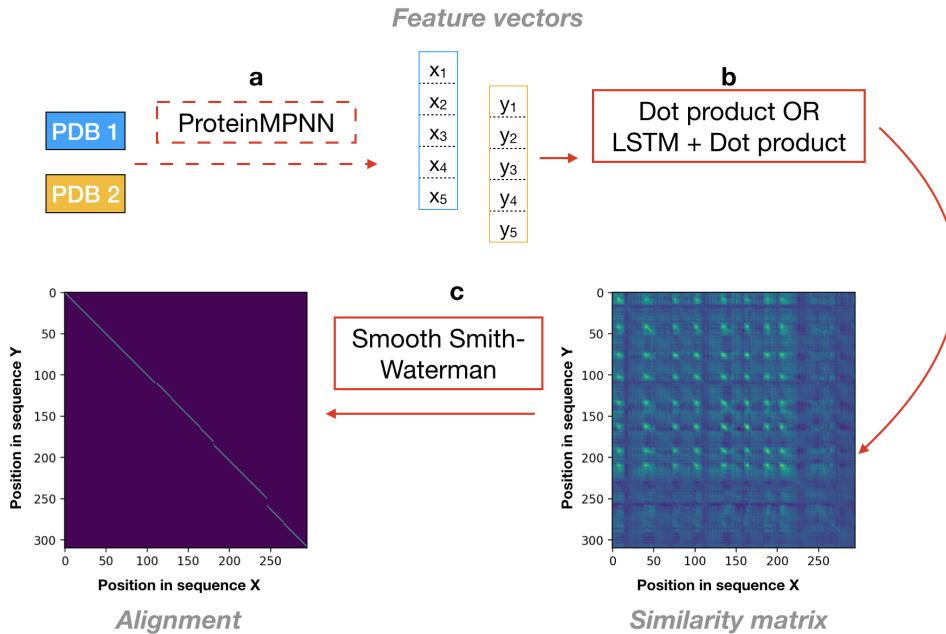 Feature vectors
a
PDB 1
PDB 2
ProteinMPNN
x1
x2
x3
x4
x5
y1
y2
y3
y4
y5
b
Dot product OR
LSTM + Dot product
c
Smooth Smith-
Waterman
0
50
100
150
200
250
300
Position in sequence Y
0 50 100 150 200 250
Position in sequence X
Alignment
0
50
100
150
200
250
300
Position in sequence Y
0 50 100 150 200 250
Position in sequence X
Similarity matrix